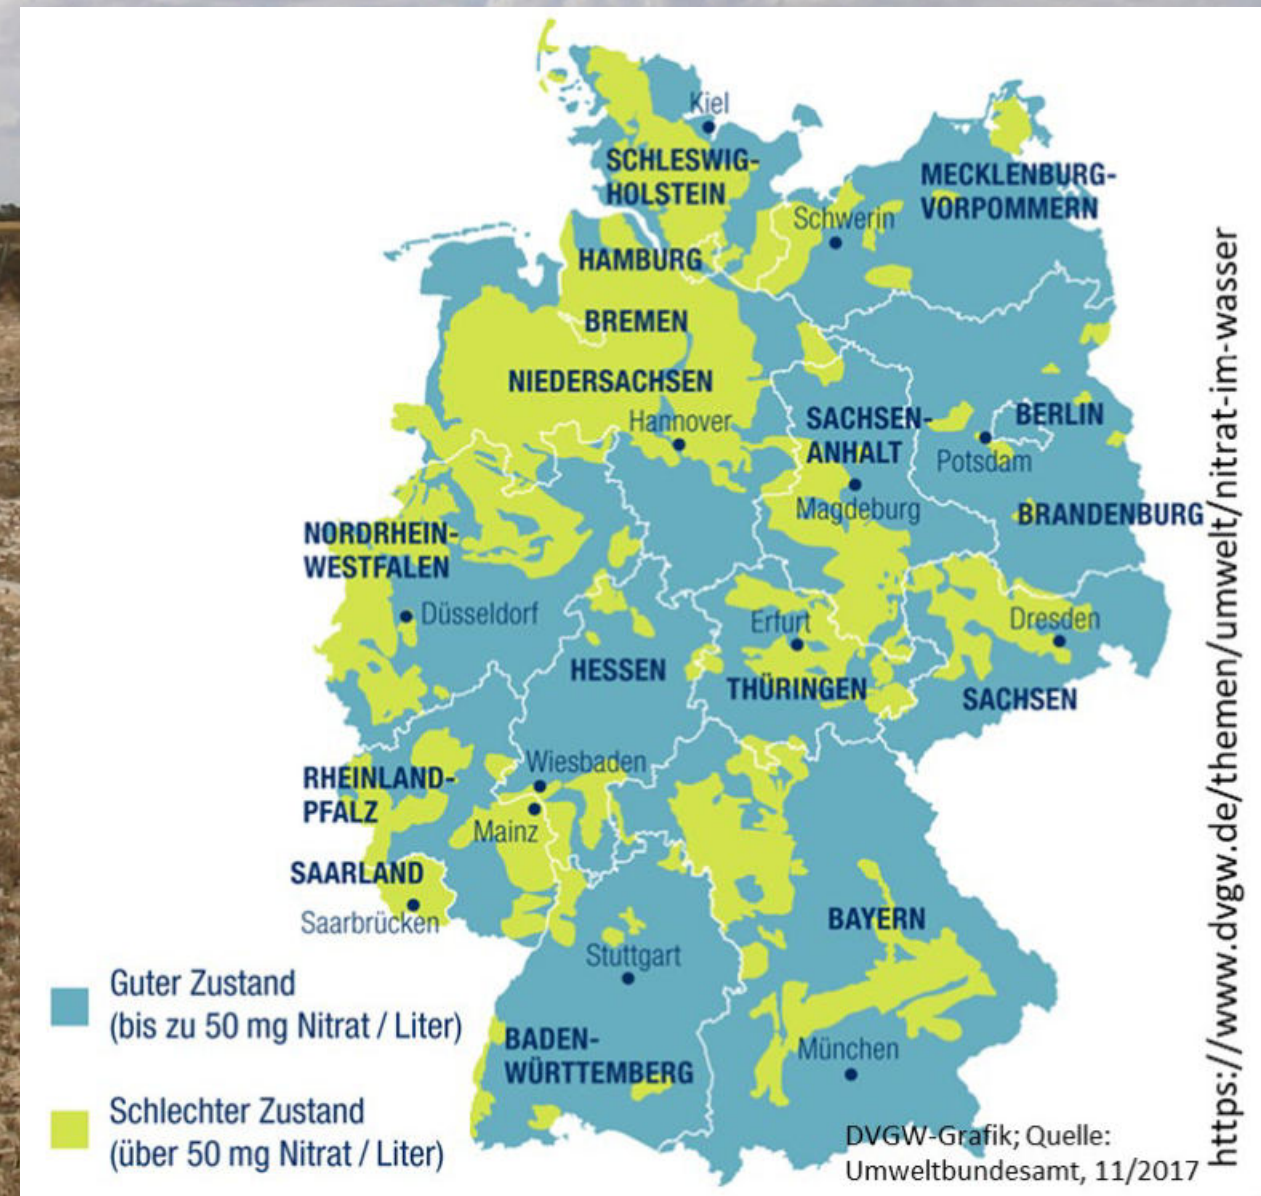 Kiel
SCHLESWIG-
HOLSTEIN
MECKLENBURG-
VORPOMMERN
Schwerin
HAMBURG
BREMEN
NIEDERSACHSEN
Hannover
SACHSEN-
ANHALT
BERLIN
Potsdam
Magdeburg
BRANDENBURG
NORDRHEIN-
WESTFALEN
Düsseldorf
Erfurt
Dresden
HESSEN
THÜRINGEN
SACHSEN
Wiesbaden
RHEINLAND-
PFALZ
Mainz
SAARLAND
Saarbrücken
BAYERN
Stuttgart
BADEN-
WÜRTTEMBERG
München
Guter Zustand
(bis zu 50 mg Nitrat / Liter)
Schlechter Zustand
(über 50 mg Nitrat / Liter)
DVGW-Grafik; Quelle:
Umweltbundesamt, 11/2017
https://www.dvgw.de/themen/umwelt/nitrat-im-wasser